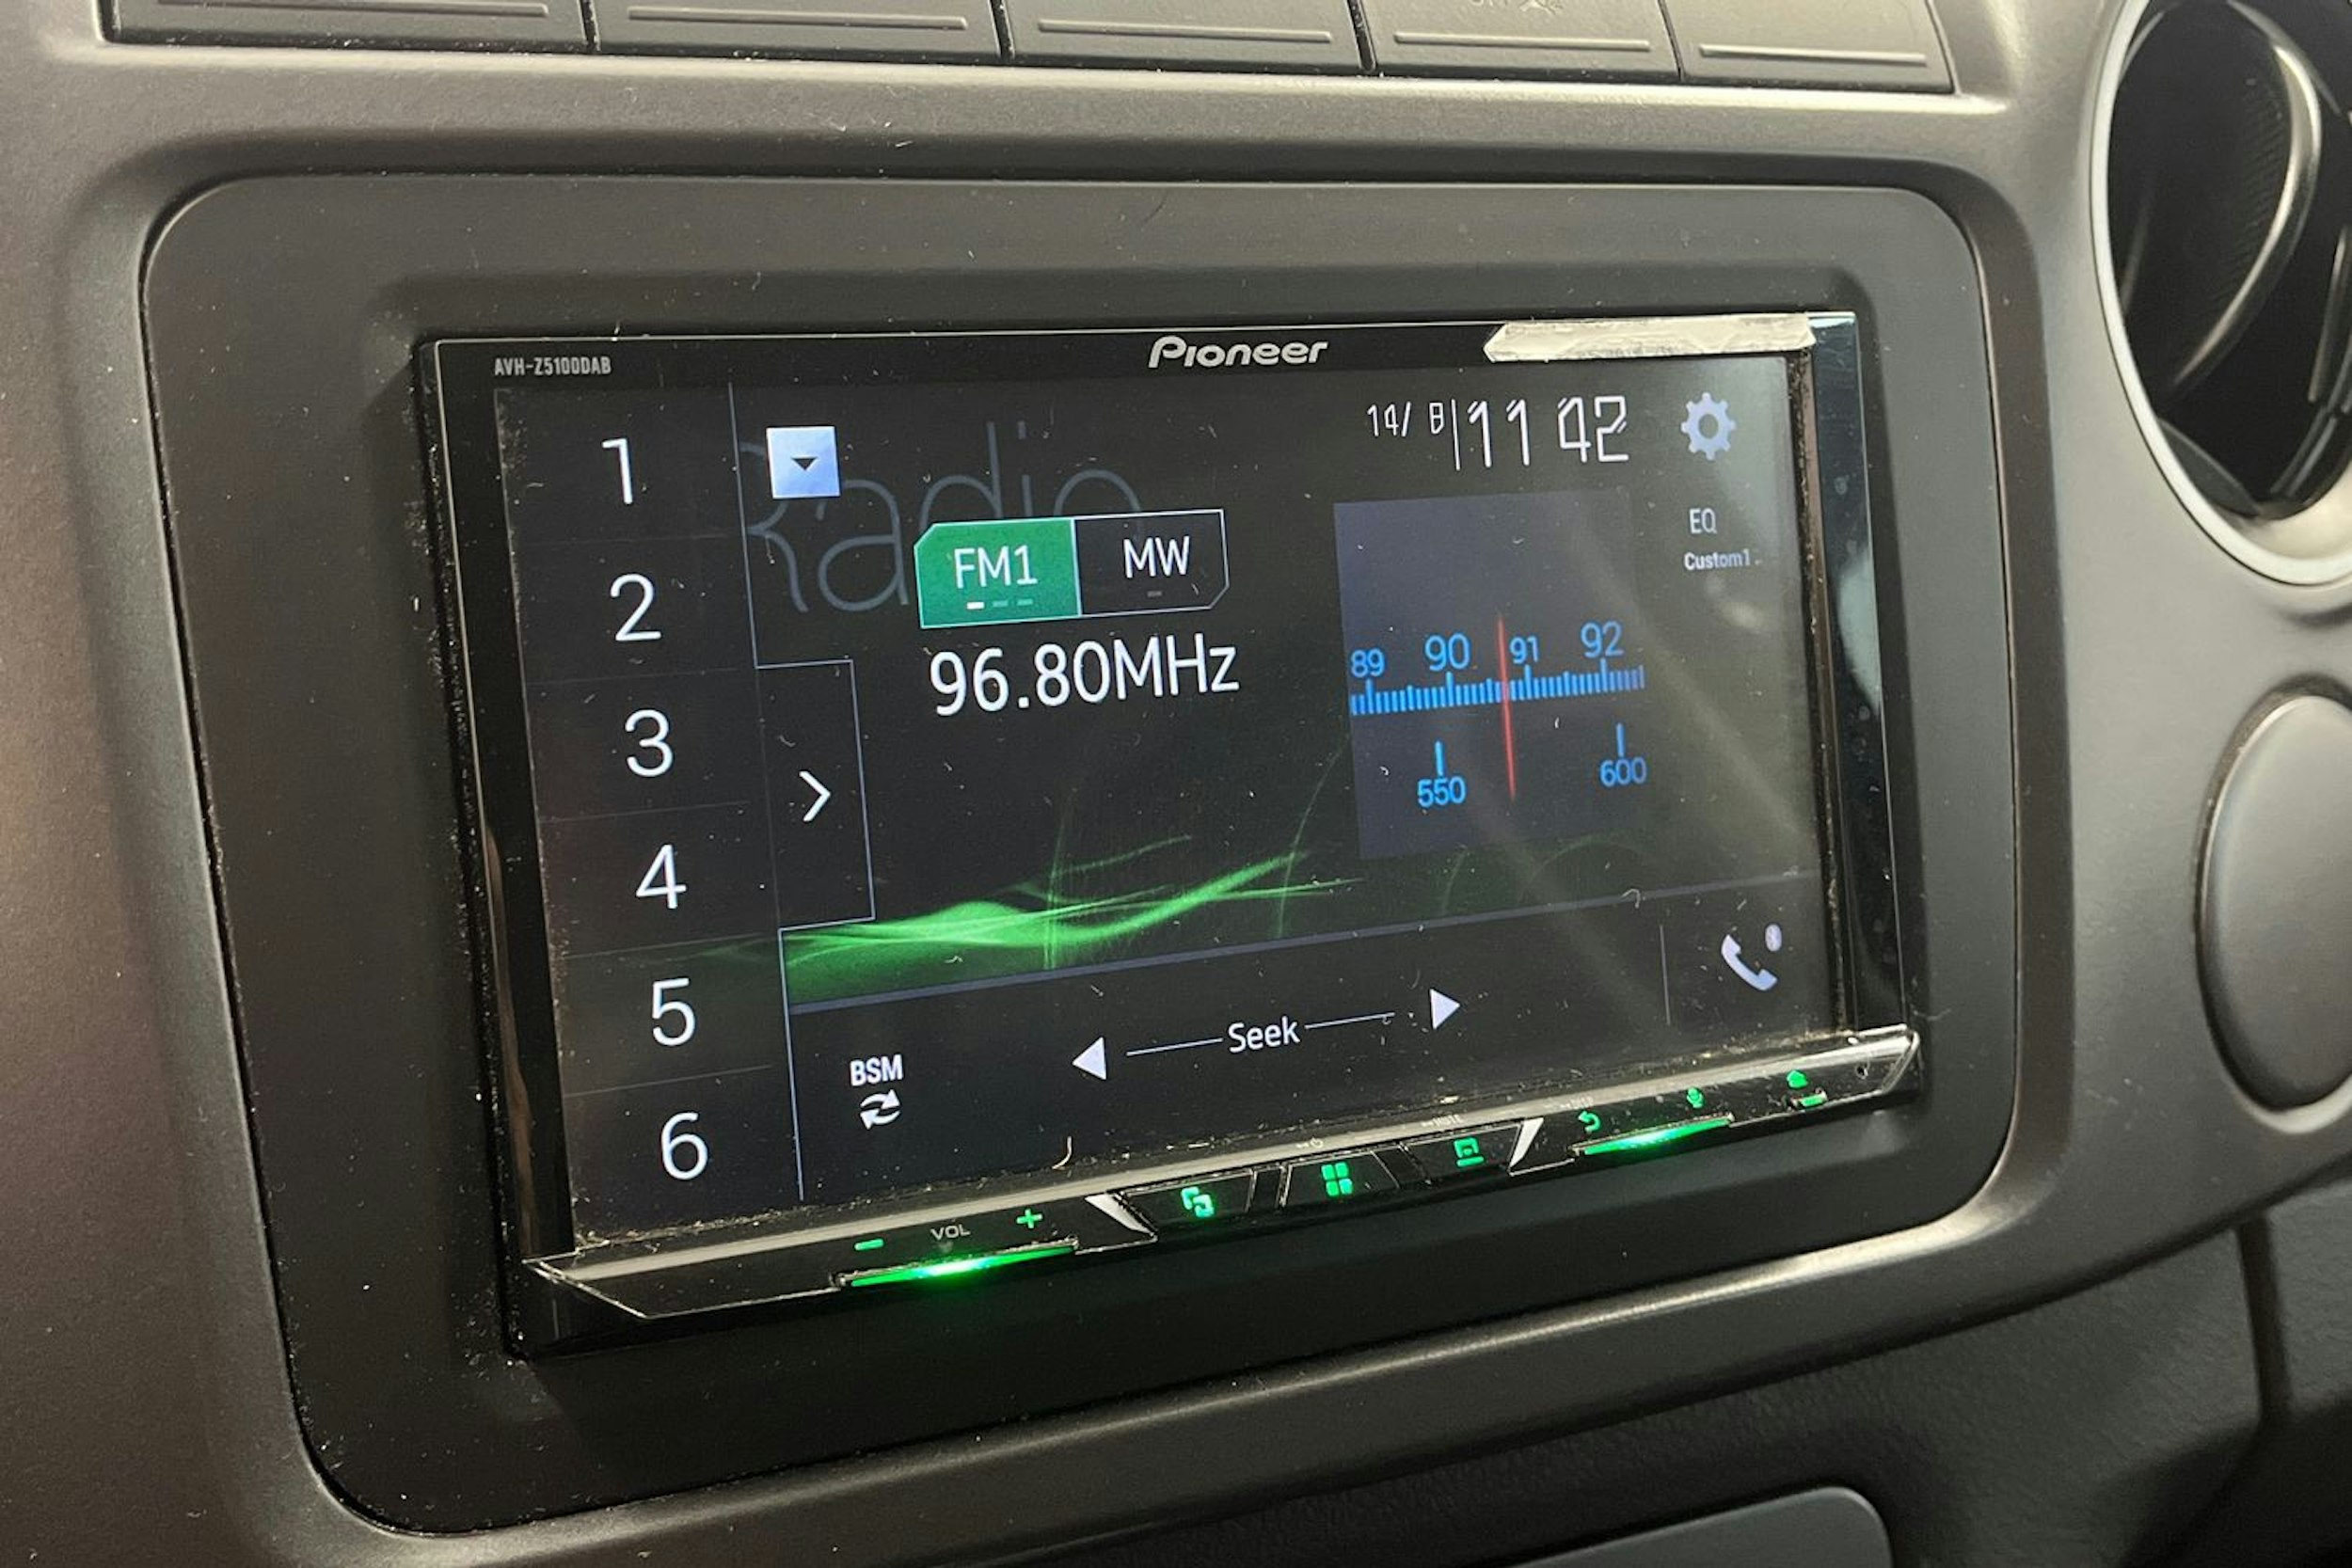 AVH-Z5100DAB
Pioneer
14/ 8 11 42
Radio
EQ
Custom1
FM1 MW
96.80MHz
89 90 91 92
550 600
1
2
3
4
5
6
BSM
Seek
VOL